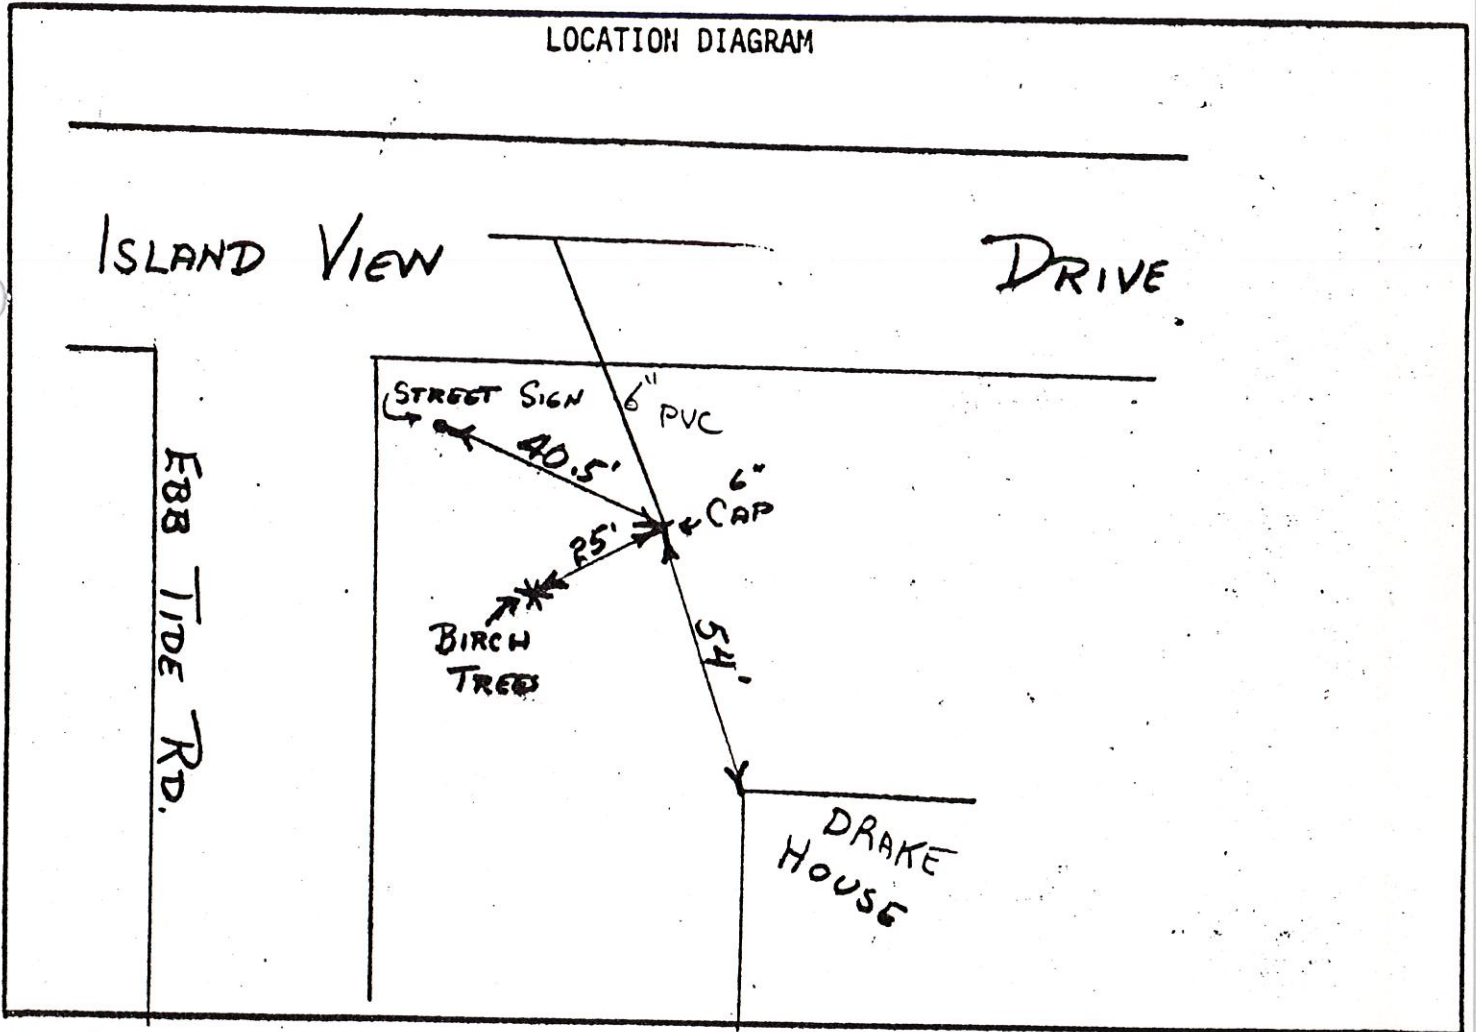 LOCATION DIAGRAM
ISLAND VIEW DRIVE
STREET SIGN
6" PVC
40.5'
6"
CAP
25'
BIRCH
TREES
54'
EBB TIDE RD.
DRAKE
HOUSE